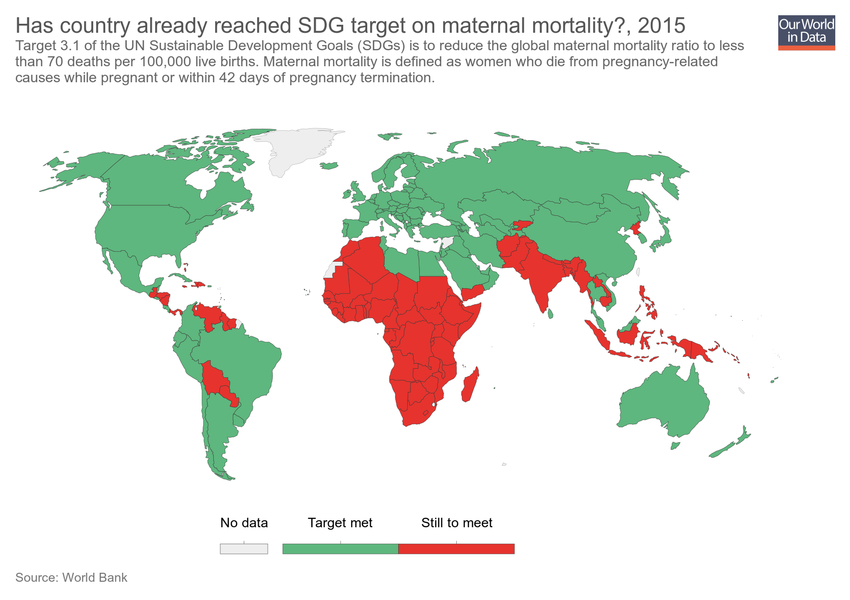 Has country already reached SDG target on maternal mortality?, 2015
Our World
in Data
Target 3.1 of the UN Sustainable Development Goals (SDGs) is to reduce the global maternal mortality ratio to less
than 70 deaths per 100,000 live births. Maternal mortality is defined as women who die from pregnancy-related
causes while pregnant or within 42 days of pregnancy termination.
No data
Target met
Still to meet
Source: World Bank